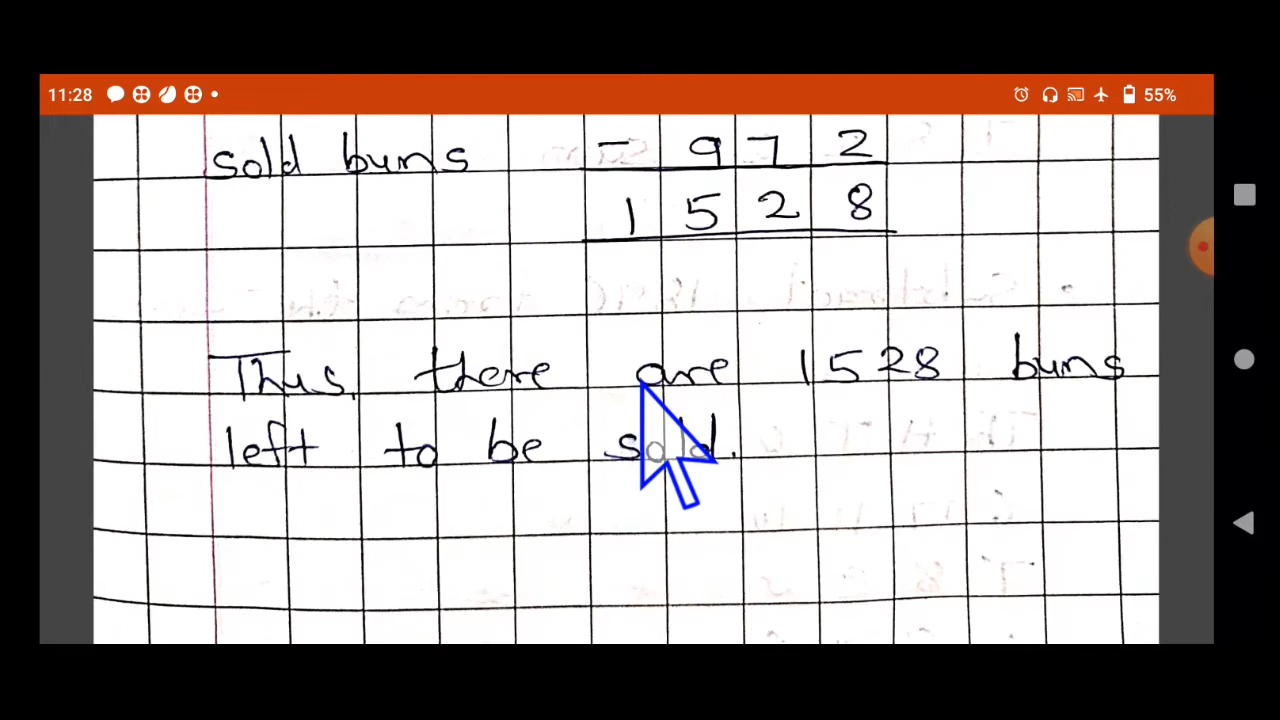 11:28 55%
sold buns - 9 7 2
1 5 2 8
Thus, there are 1528 buns
left to be sold.